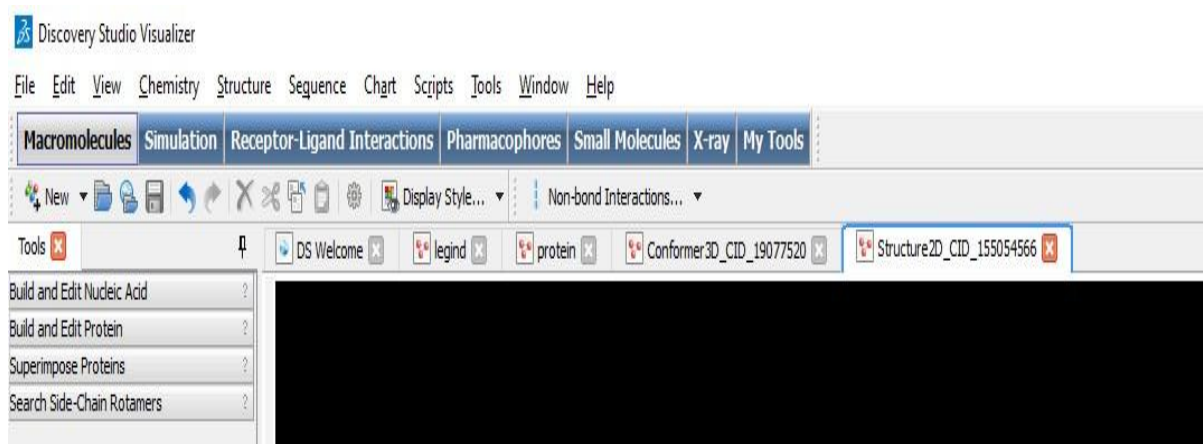 Discovery Studio Visualizer
File Edit View Chemistry Structure Sequence Chart Scripts Tools Window Help
Macromolecules Simulation Receptor-Ligand Interactions Pharmacophores Small Molecules X-ray My Tools
New Display Style... Non-bond Interactions...
Tools DS Welcome legind protein Conformer3D_CID_19077520 Structure2D_CID_155054566
Build and Edit Nucleic Acid ?
Build and Edit Protein ?
Superimpose Proteins ?
Search Side-Chain Rotamers ?